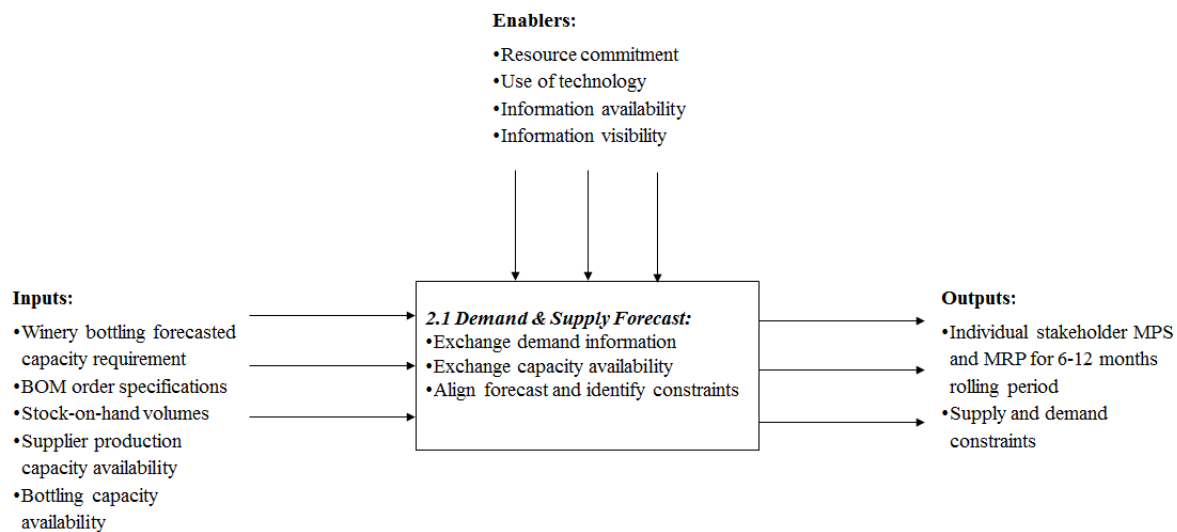 Enablers:
•Resource commitment
•Use of technology
•Information availability
•Information visibility
Inputs:
•Winery bottling forecasted
capacity requirement
•BOM order specifications
•Stock-on-hand volumes
•Supplier production
capacity availability
•Bottling capacity
availability
2.1 Demand & Supply Forecast:
•Exchange demand information
•Exchange capacity availability
•Align forecast and identify constraints
Outputs:
•Individual stakeholder MPS
and MRP for 6-12 months
rolling period
•Supply and demand
constraints